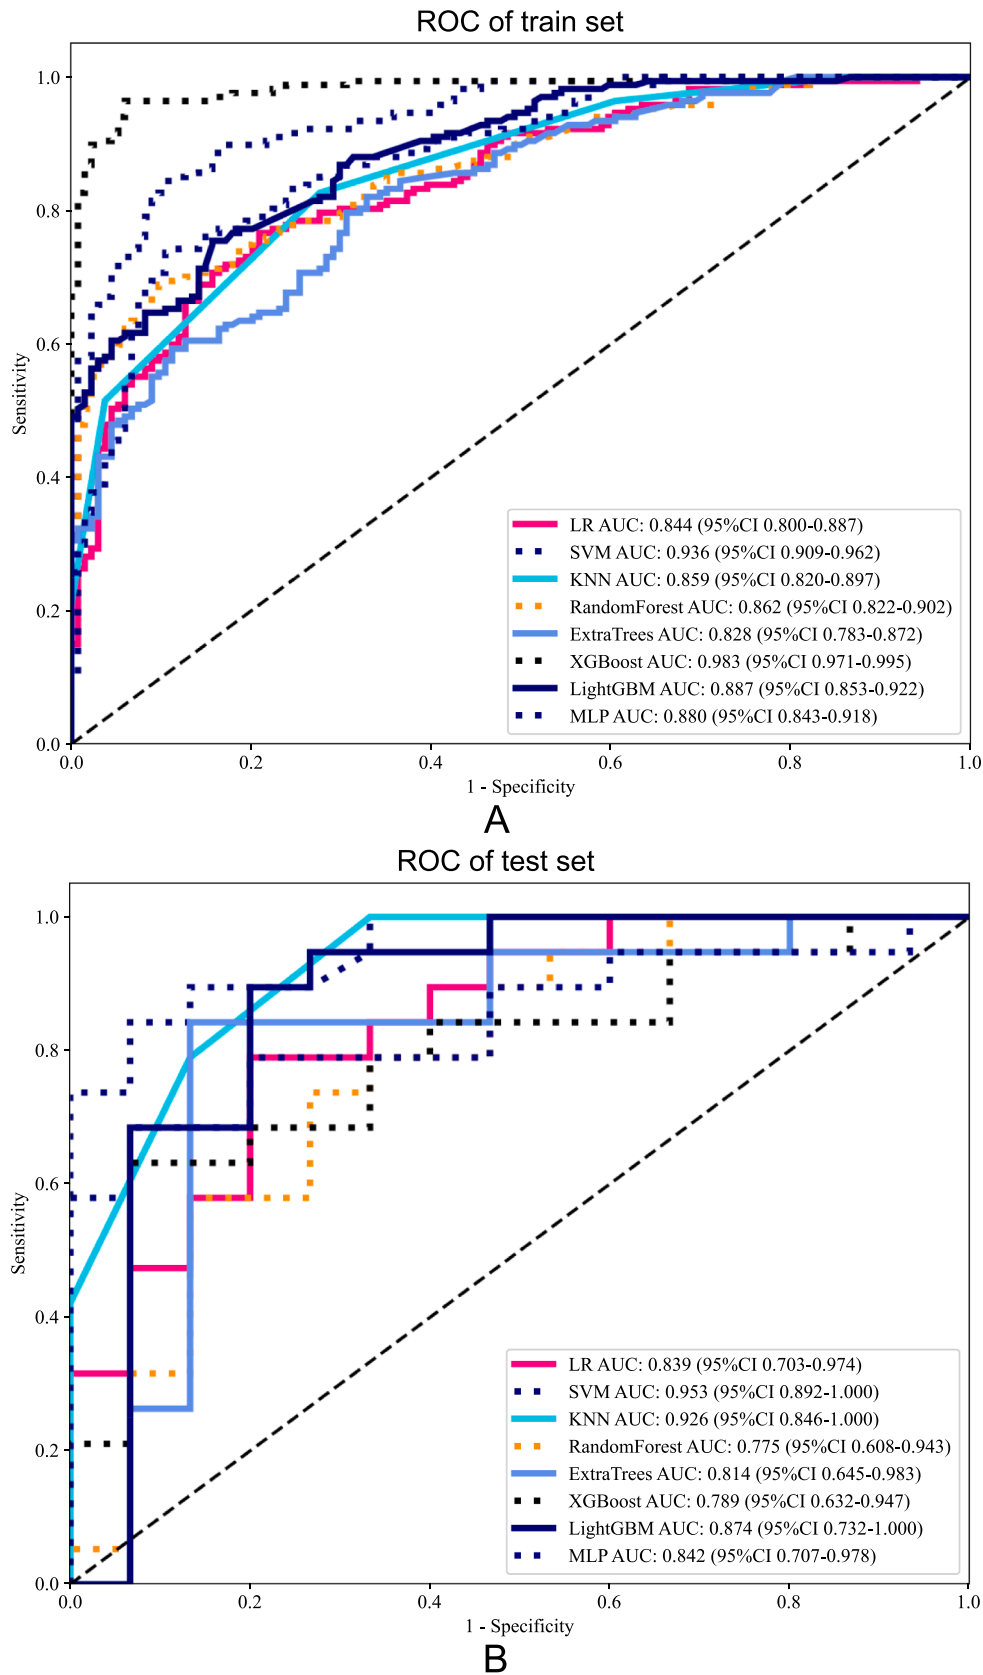 ROC of train set
1.0
0.8
0.6
0.4
0.2
0.0
Sensitivity
LR AUC: 0.844 (95%CI 0.800-0.887)
SVM AUC: 0.936 (95%CI 0.909-0.962)
KNN AUC: 0.859 (95%CI 0.820-0.897)
RandomForest AUC: 0.862 (95%CI 0.822-0.902)
ExtraTrees AUC: 0.828 (95%CI 0.783-0.872)
XGBoost AUC: 0.983 (95%CI 0.971-0.995)
LightGBM AUC: 0.887 (95%CI 0.853-0.922)
MLP AUC: 0.880 (95%CI 0.843-0.918)
0.0 0.2 0.4 0.6 0.8 1.0
1 - Specificity
A
ROC of test set
1.0
0.8
0.6
0.4
0.2
0.0
Sensitivity
LR AUC: 0.839 (95%CI 0.703-0.974)
SVM AUC: 0.953 (95%CI 0.892-1.000)
KNN AUC: 0.926 (95%CI 0.846-1.000)
RandomForest AUC: 0.775 (95%CI 0.608-0.943)
ExtraTrees AUC: 0.814 (95%CI 0.645-0.983)
XGBoost AUC: 0.789 (95%CI 0.632-0.947)
LightGBM AUC: 0.874 (95%CI 0.732-1.000)
MLP AUC: 0.842 (95%CI 0.707-0.978)
0.0 0.2 0.4 0.6 0.8 1.0
1 - Specificity
B